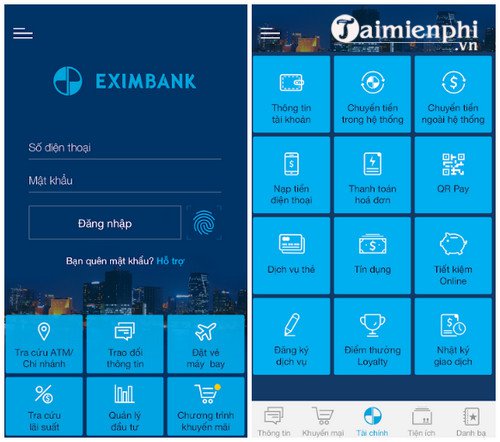 EXIMBANK
Số điện thoại
Mật khẩu
Đăng nhập
Bạn quên mật khẩu? Hỗ trợ
Tra cứu ATM/
Chi nhánh
Trao đổi
thông tin
Đặt vé
máy bay
Tra cứu
lãi suất
Quản lý
đầu tư
Chương trình
khuyến mãi
Taimienphi
.vn
Thông tin
tài khoản
Chuyển tiền
trong hệ thống
Chuyển tiền
ngoài hệ thống
Nạp tiền
điện thoại
Thanh toán
hoá đơn
QR Pay
Dịch vụ thẻ
Tín dụng
Tiết kiệm
Online
Đăng ký
dịch vụ
Điểm thưởng
Loyalty
Nhật ký
giao dịch
Thông tin
Khuyến mại
Tài chính
Tiện ích
Danh bạ